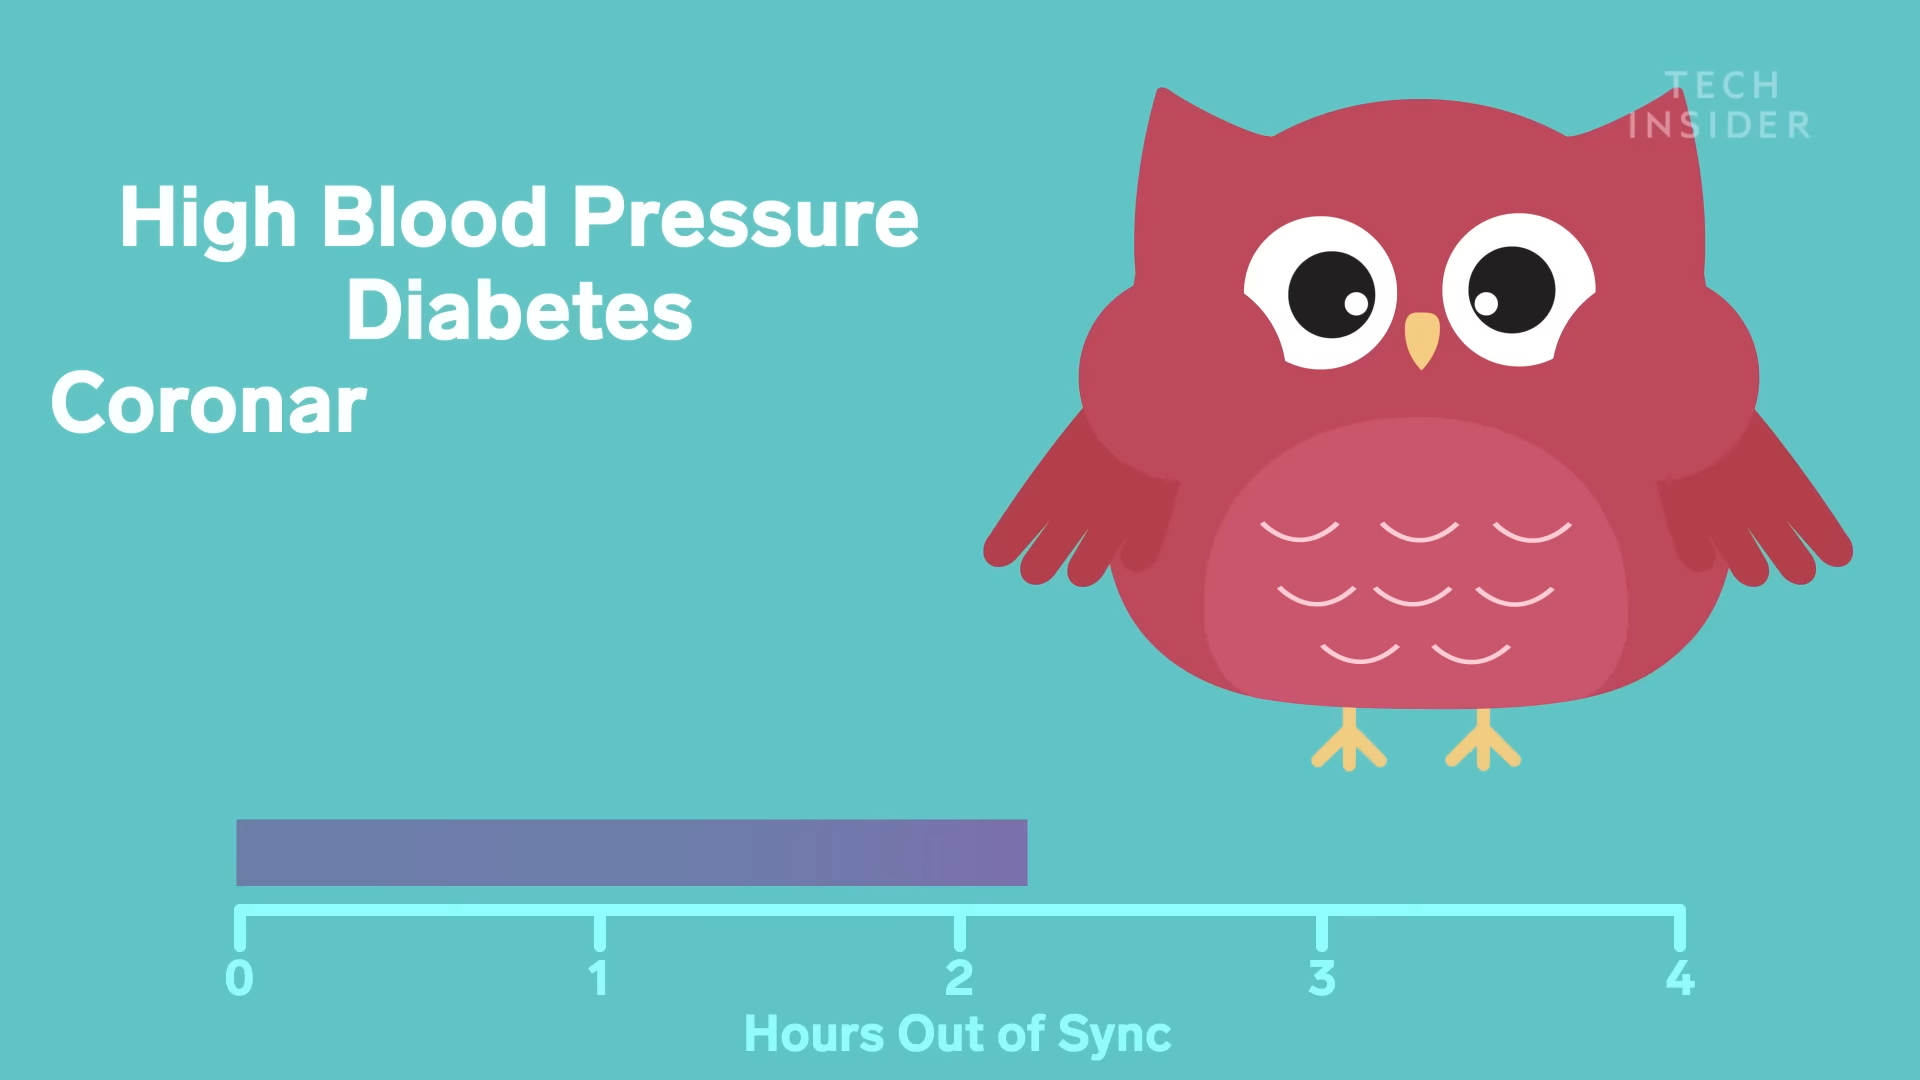 TECH
INSIDER
High Blood Pressure
Diabetes
Coronar
0 1 2 3 4
Hours Out of Sync